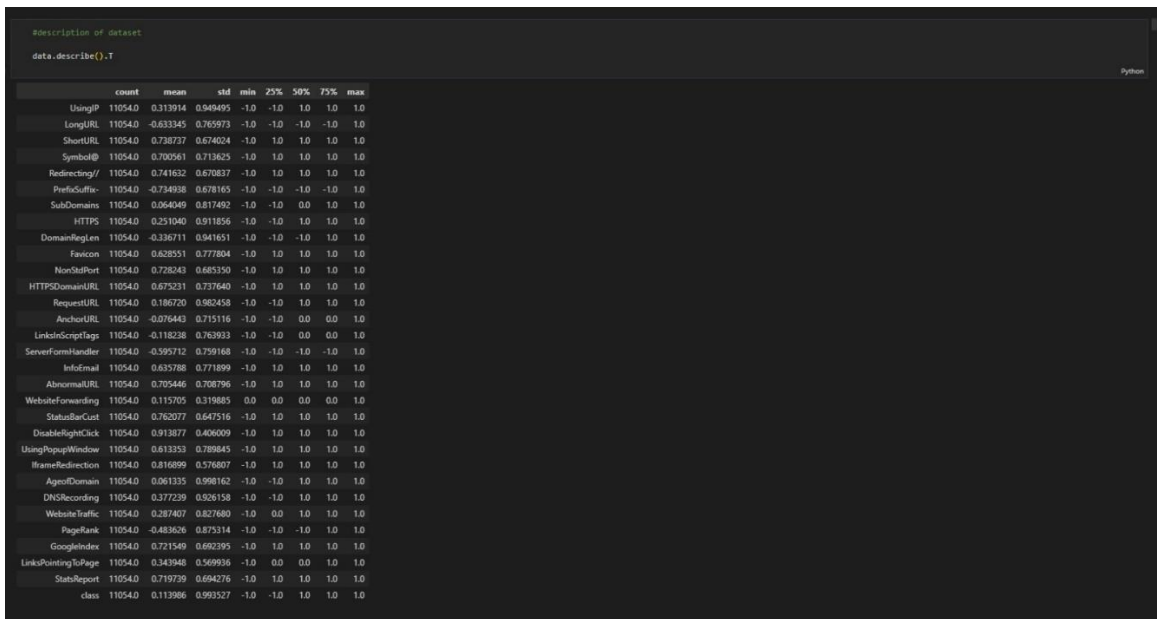 #description of dataset
data.describe().T
Python
count mean std min 25% 50% 75% max
UsingIP 11054.0 0.313914 0.949495 -1.0 -1.0 1.0 1.0 1.0
LongURL 11054.0 -0.633345 0.765973 -1.0 -1.0 -1.0 -1.0 1.0
ShortURL 11054.0 0.738737 0.674024 -1.0 1.0 1.0 1.0 1.0
Symbol@ 11054.0 0.700561 0.713625 -1.0 1.0 1.0 1.0 1.0
Redirecting// 11054.0 0.741632 0.670837 -1.0 1.0 1.0 1.0 1.0
PrefixSuffix- 11054.0 -0.734938 0.678165 -1.0 -1.0 -1.0 -1.0 1.0
SubDomains 11054.0 0.064049 0.817492 -1.0 -1.0 0.0 1.0 1.0
HTTPS 11054.0 0.251040 0.911856 -1.0 -1.0 1.0 1.0 1.0
DomainRegLen 11054.0 -0.336711 0.941651 -1.0 -1.0 -1.0 1.0 1.0
Favicon 11054.0 0.628551 0.777804 -1.0 1.0 1.0 1.0 1.0
NonStdPort 11054.0 0.728243 0.685350 -1.0 1.0 1.0 1.0 1.0
HTTPSDomainURL 11054.0 0.675231 0.737640 -1.0 1.0 1.0 1.0 1.0
RequestURL 11054.0 0.186720 0.982458 -1.0 -1.0 1.0 1.0 1.0
AnchorURL 11054.0 -0.076443 0.715116 -1.0 -1.0 0.0 0.0 1.0
LinksInScriptTags 11054.0 -0.118238 0.763933 -1.0 -1.0 0.0 0.0 1.0
ServerFormHandler 11054.0 -0.595712 0.759168 -1.0 -1.0 -1.0 -1.0 1.0
InfoEmail 11054.0 0.635788 0.771899 -1.0 1.0 1.0 1.0 1.0
AbnormalURL 11054.0 0.705446 0.708796 -1.0 1.0 1.0 1.0 1.0
WebsiteForwarding 11054.0 0.115705 0.319885 0.0 0.0 0.0 0.0 1.0
StatusBarCust 11054.0 0.762077 0.647516 -1.0 1.0 1.0 1.0 1.0
DisableRightClick 11054.0 0.913877 0.406009 -1.0 1.0 1.0 1.0 1.0
UsingPopupWindow 11054.0 0.613353 0.789845 -1.0 1.0 1.0 1.0 1.0
IframeRedirection 11054.0 0.816899 0.576807 -1.0 1.0 1.0 1.0 1.0
AgeofDomain 11054.0 0.061335 0.998162 -1.0 -1.0 1.0 1.0 1.0
DNSRecording 11054.0 0.377239 0.926158 -1.0 -1.0 1.0 1.0 1.0
WebsiteTraffic 11054.0 0.287407 0.827680 -1.0 0.0 1.0 1.0 1.0
PageRank 11054.0 -0.483626 0.875314 -1.0 -1.0 -1.0 1.0 1.0
GoogleIndex 11054.0 0.721549 0.692395 -1.0 1.0 1.0 1.0 1.0
LinksPointingToPage 11054.0 0.343948 0.569936 -1.0 0.0 0.0 1.0 1.0
StatsReport 11054.0 0.719739 0.694276 -1.0 1.0 1.0 1.0 1.0
class 11054.0 0.113986 0.993527 -1.0 -1.0 1.0 1.0 1.0